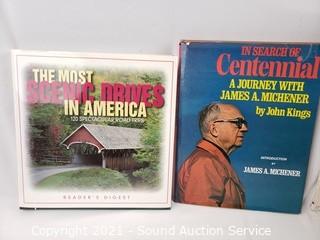 THE MOST
SCENIC DRIVES
IN AMERICA
120 SPECTACULAR ROAD TRIPS
READER'S DIGEST
IN SEARCH OF
Centennial
A JOURNEY WITH
JAMES A. MICHENER
by John Kings
INTRODUCTION
BY
JAMES A. MICHENER
Copyright 2021 - Sound Auction Service